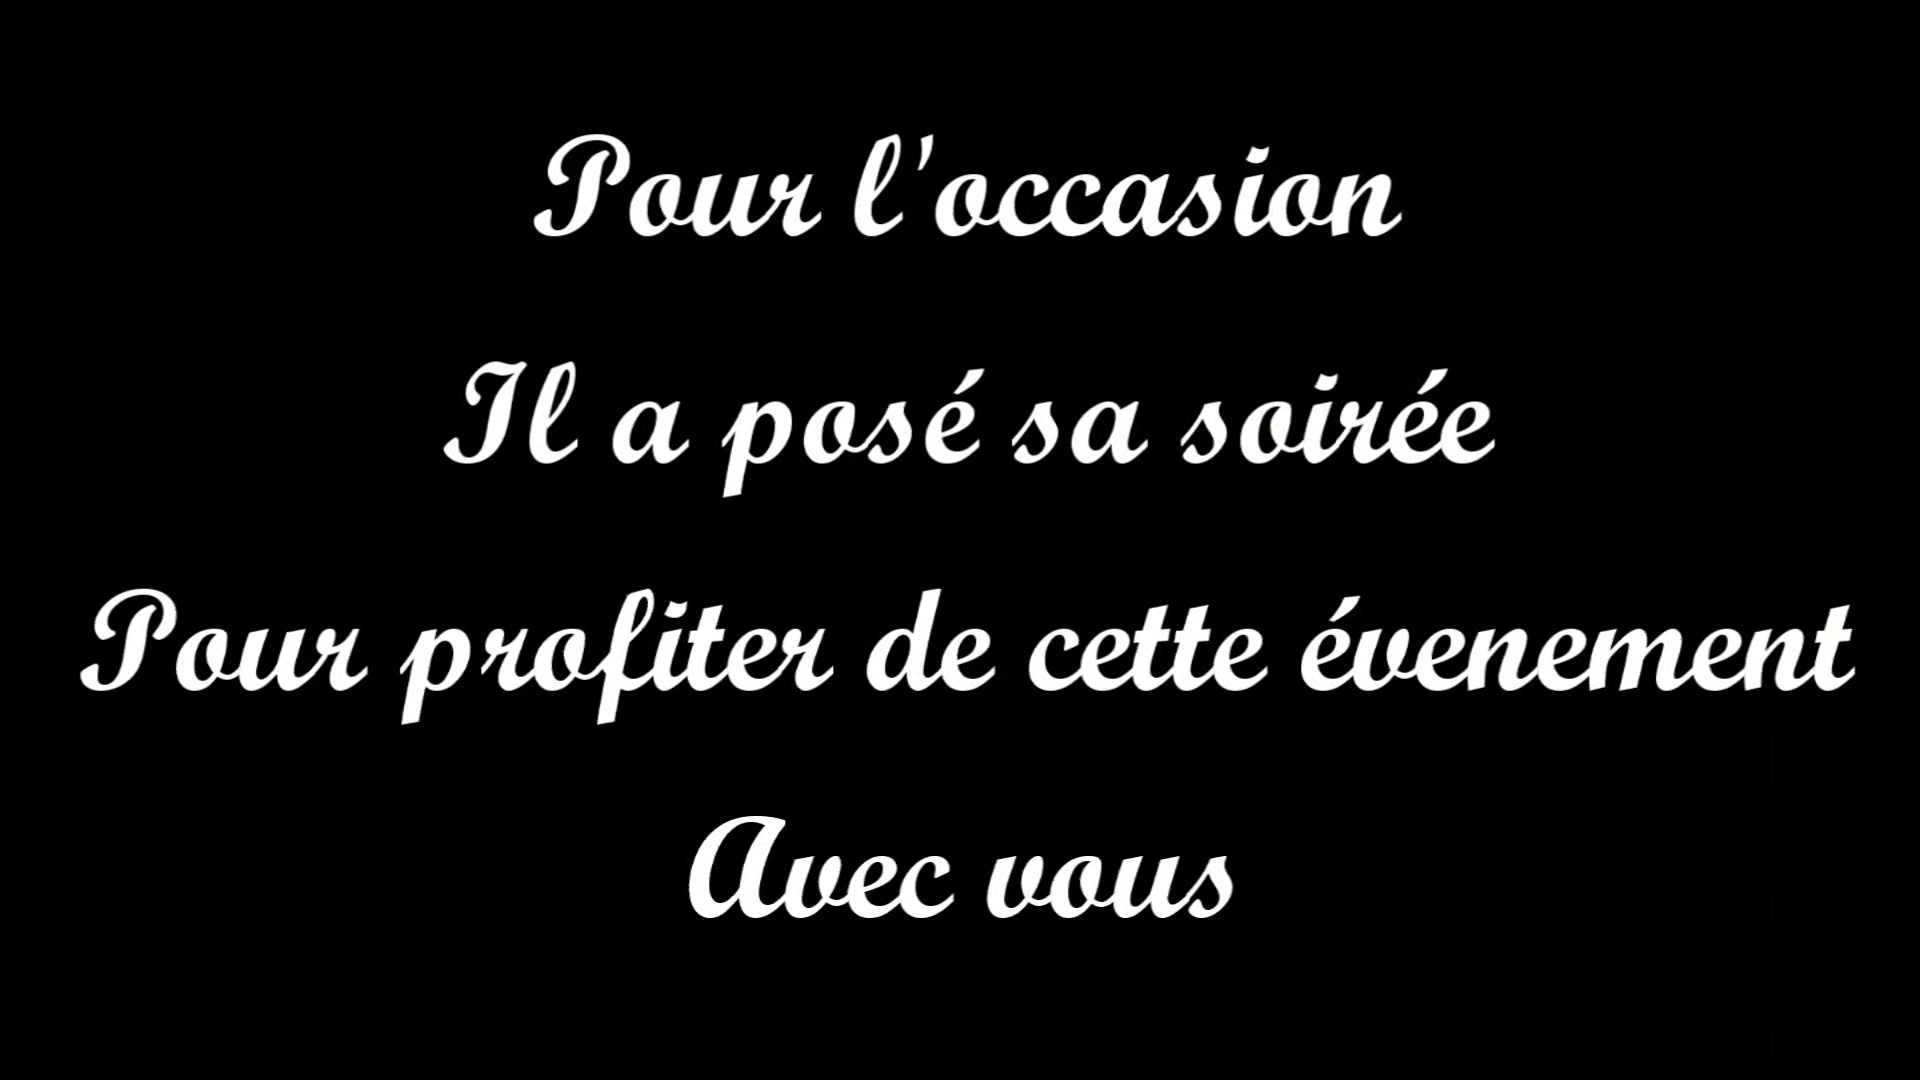 Pour l'occasion
Il a posé sa soirée
Pour profiter de cette évenement
Avec vous